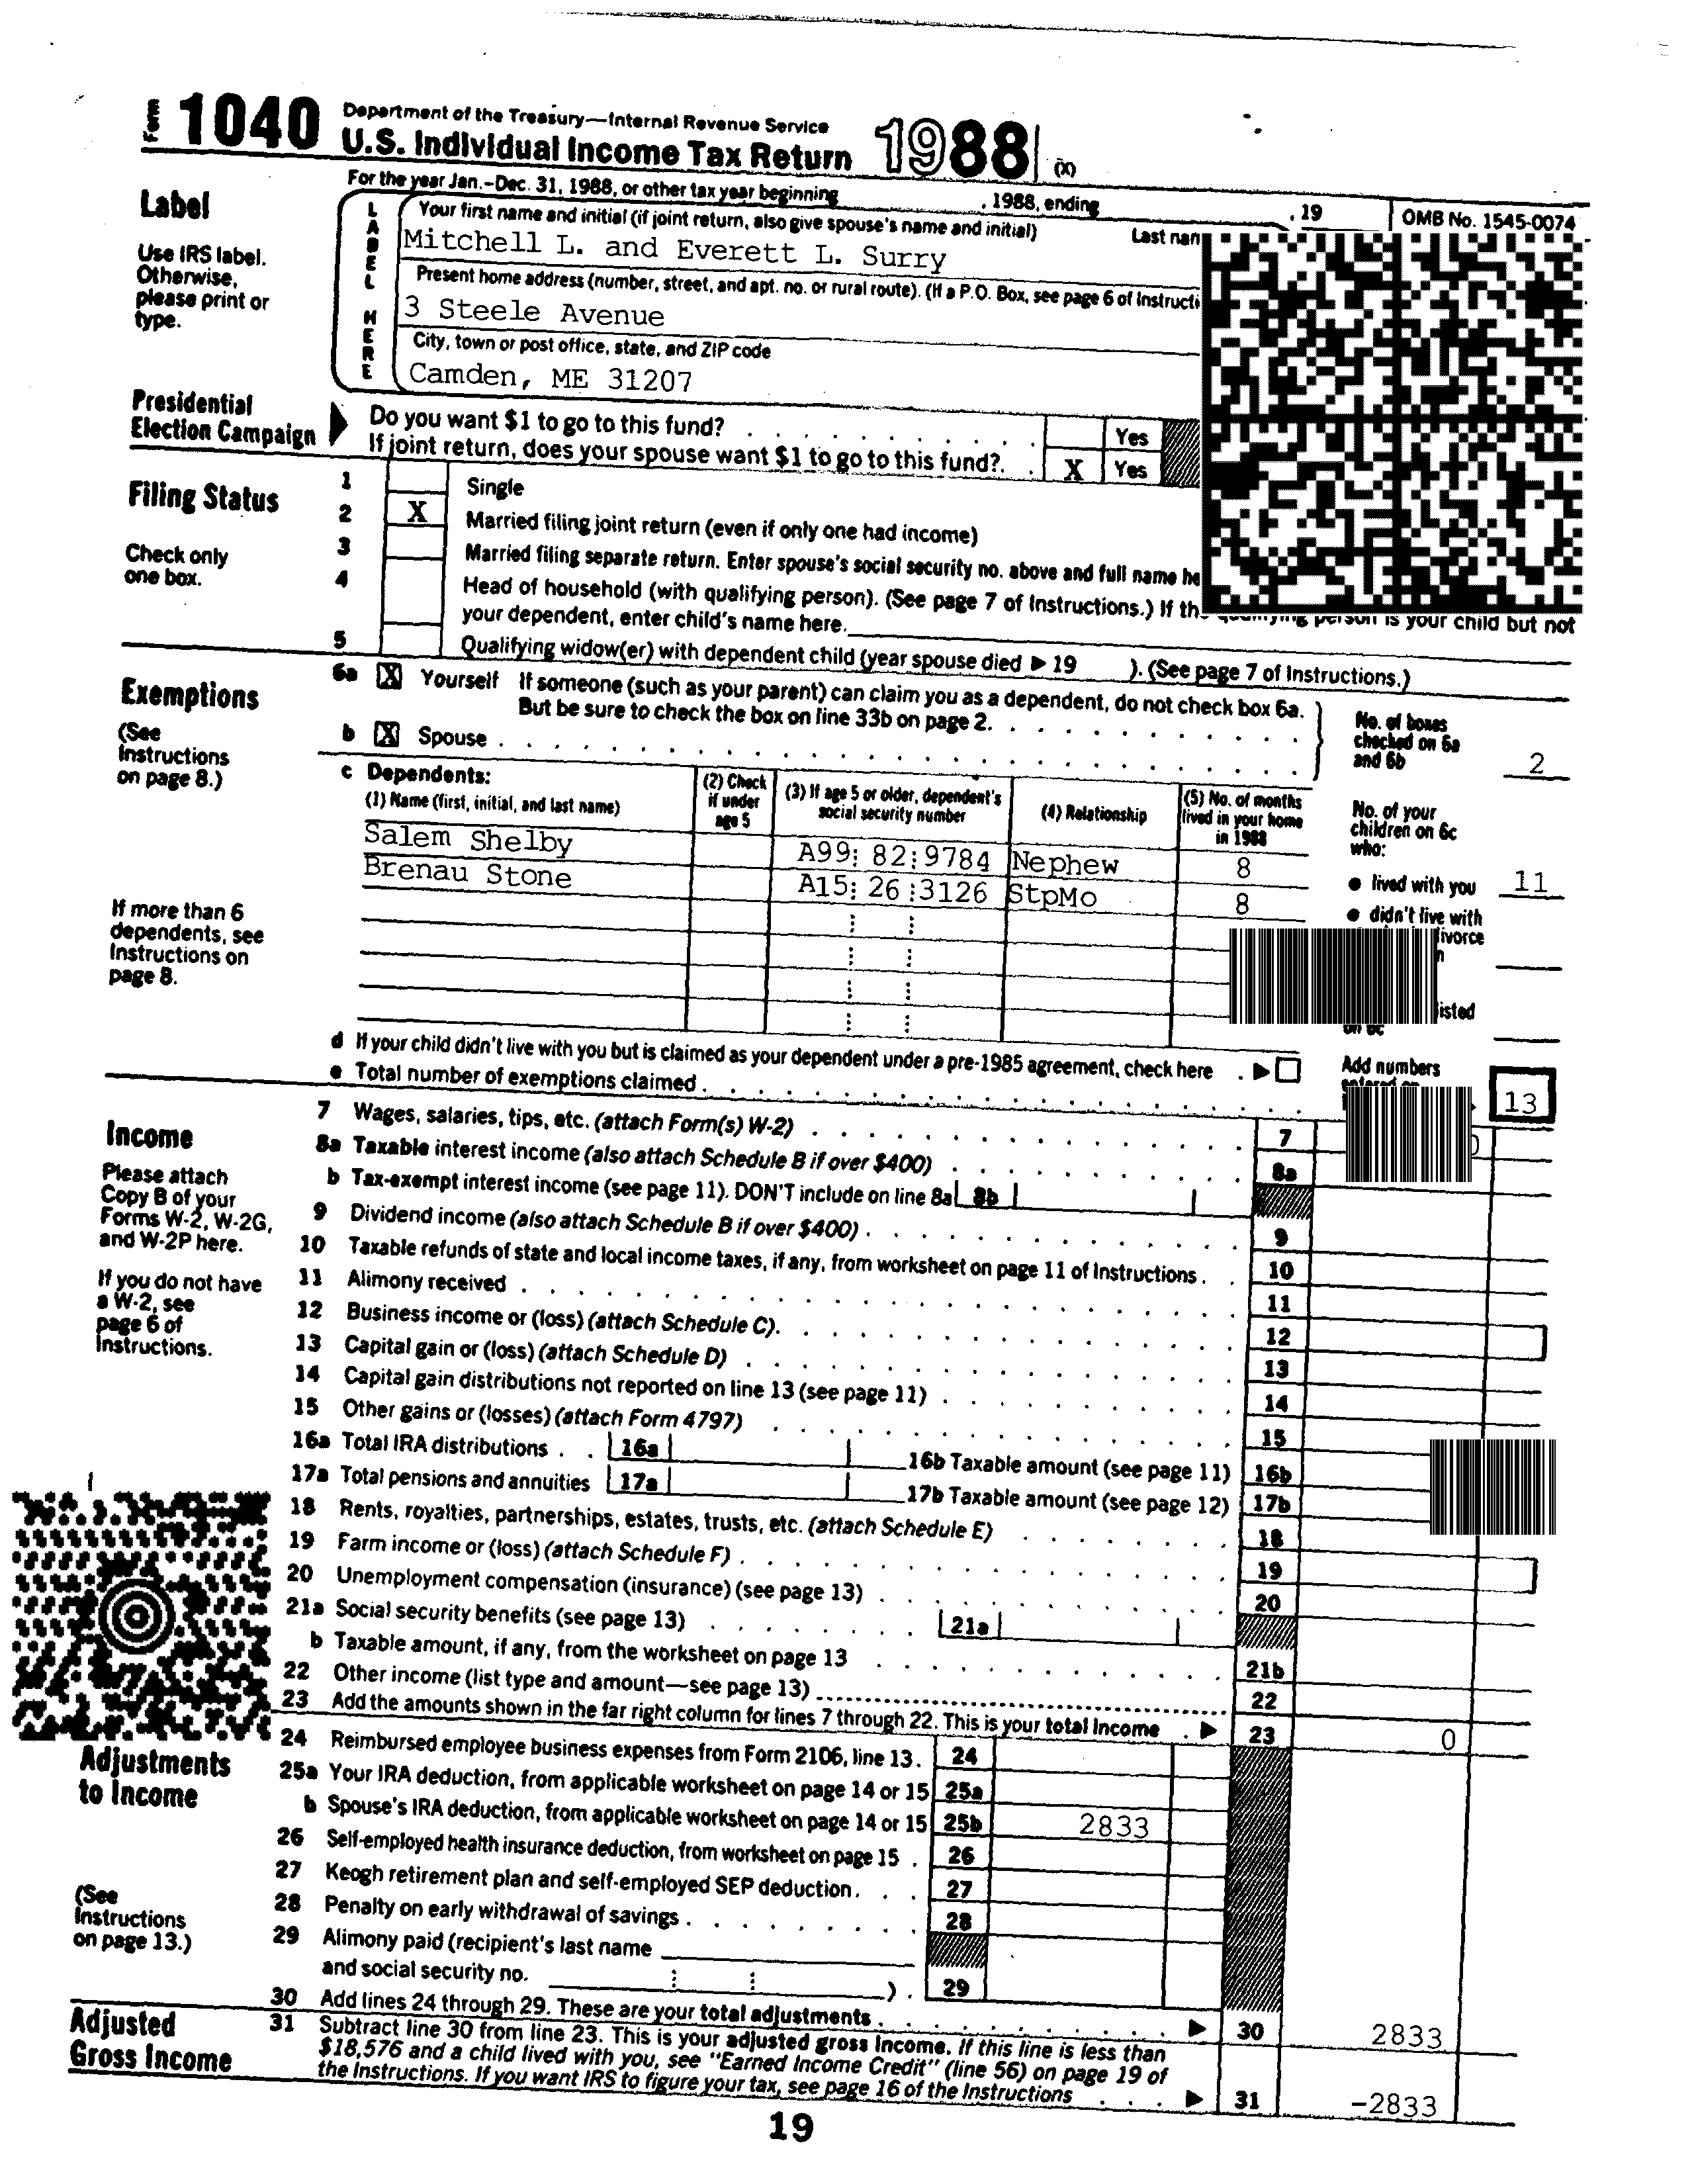 Form 1040 Department of the Treasury—Internal Revenue Service
U.S. Individual Income Tax Return 1988 (X)
For the year Jan.–Dec. 31, 1988, or other tax year beginning , 1988, ending , 19 OMB No. 1545-0074
Label
Use IRS label.
Otherwise,
please print or
type.
LABEL HERE
Your first name and initial (if joint return, also give spouse's name and initial) Last
Mitchell L. and Everett L. Surry
Present home address (number, street, and apt. no. or rural route). (If a P.O. Box, see page 6 of
3 Steele Avenue
City, town or post office, state, and ZIP code
Camden, ME 31207
Presidential
Election Campaign
Do you want $1 to go to this fund? Yes
If joint return, does your spouse want $1 to go to this fund? X Yes
Filing Status
Check only
one box.
1 Single
2 X Married filing joint return (even if only one had income)
3 Married filing separate return. Enter spouse's social security no. above and full name
4 Head of household (with qualifying person). (See page 7 of Instructions.) If
person is your child but not
your dependent, enter child's name here.
5 Qualifying widow(er) with dependent child (year spouse died ▶ 19 ). (See page 7 of Instructions.)
Exemptions
(See
Instructions
on page 8.)
6a X Yourself If someone (such as your parent) can claim you as a dependent, do not check box 6a.
But be sure to check the box on line 33b on page 2.
b X Spouse
No. of boxes
checked on 6a
and 6b 2
c Dependents:
(1) Name (first, initial, and last name)
(2) Check
if under
age 5
(3) If age 5 or older, dependent's
social security number
(4) Relationship
(5) No. of months
lived in your home
in 1988
Salem Shelby A99: 82:9784 Nephew 8
Brenau Stone A15: 26:3126 StpMo 8
No. of your
children on 6c
who:
● lived with you 11
● didn't live with
If more than 6
dependents, see
Instructions on
page 8.
d If your child didn't live with you but is claimed as your dependent under a pre-1985 agreement, check here ▶
e Total number of exemptions claimed
Add numbers
13
Income
Please attach
Copy B of your
Forms W-2, W-2G,
and W-2P here.
If you do not have
a W-2, see
page 6 of
Instructions.
7 Wages, salaries, tips, etc. (attach Form(s) W-2) 7
8a Taxable interest income (also attach Schedule B if over $400) 8a
b Tax-exempt interest income (see page 11). DON'T include on line 8a 8b
9 Dividend income (also attach Schedule B if over $400) 9
10 Taxable refunds of state and local income taxes, if any, from worksheet on page 11 of Instructions 10
11 Alimony received 11
12 Business income or (loss) (attach Schedule C) 12
13 Capital gain or (loss) (attach Schedule D) 13
14 Capital gain distributions not reported on line 13 (see page 11) 14
15 Other gains or (losses) (attach Form 4797) 15
16a Total IRA distributions 16a 16b Taxable amount (see page 11) 16b
17a Total pensions and annuities 17a 17b Taxable amount (see page 12) 17b
18 Rents, royalties, partnerships, estates, trusts, etc. (attach Schedule E) 18
19 Farm income or (loss) (attach Schedule F) 19
20 Unemployment compensation (insurance) (see page 13) 20
21a Social security benefits (see page 13) 21a
b Taxable amount, if any, from the worksheet on page 13 21b
22 Other income (list type and amount—see page 13) 22
23 Add the amounts shown in the far right column for lines 7 through 22. This is your total income ▶ 23 0
Adjustments
to Income
(See
Instructions
on page 13.)
24 Reimbursed employee business expenses from Form 2106, line 13. 24
25a Your IRA deduction, from applicable worksheet on page 14 or 15 25a
b Spouse's IRA deduction, from applicable worksheet on page 14 or 15 25b 2833
26 Self-employed health insurance deduction, from worksheet on page 15 26
27 Keogh retirement plan and self-employed SEP deduction 27
28 Penalty on early withdrawal of savings 28
29 Alimony paid (recipient's last name
and social security no. ) 29
30 Add lines 24 through 29. These are your total adjustments ▶ 30 2833
Adjusted
Gross Income
31 Subtract line 30 from line 23. This is your adjusted gross income. If this line is less than
$18,576 and a child lived with you, see "Earned Income Credit" (line 56) on page 19 of
the Instructions. If you want IRS to figure your tax, see page 16 of the Instructions ▶ 31 -2833
19